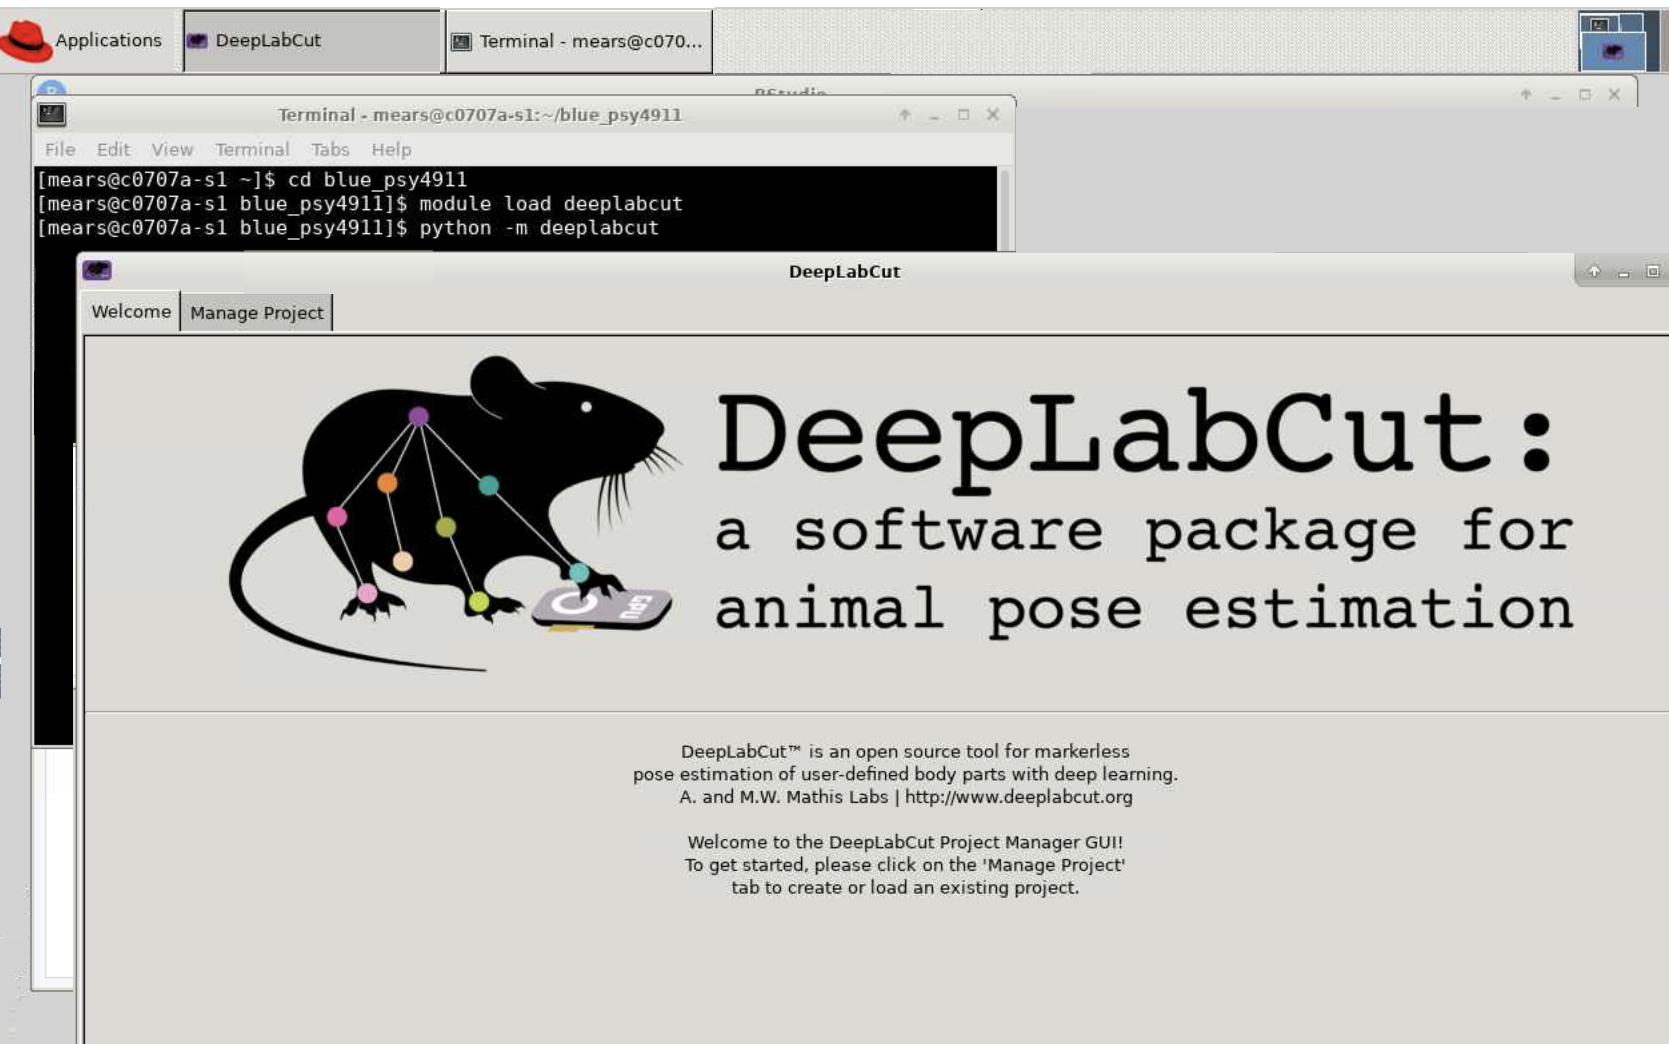 Applications
DeepLabCut
Terminal - mears@c070...
RStudio
Terminal - mears@c0707a-s1:~/blue_psy4911
File Edit View Terminal Tabs Help
[mears@c0707a-s1 ~]$ cd blue_psy4911
[mears@c0707a-s1 blue_psy4911]$ module load deeplabcut
[mears@c0707a-s1 blue_psy4911]$ python -m deeplabcut
DeepLabCut
Welcome
Manage Project
DeepLabCut:
a software package for
animal pose estimation
GPU
DeepLabCut™ is an open source tool for markerless
pose estimation of user-defined body parts with deep learning.
A. and M.W. Mathis Labs | http://www.deeplabcut.org
Welcome to the DeepLabCut Project Manager GUI!
To get started, please click on the 'Manage Project'
tab to create or load an existing project.